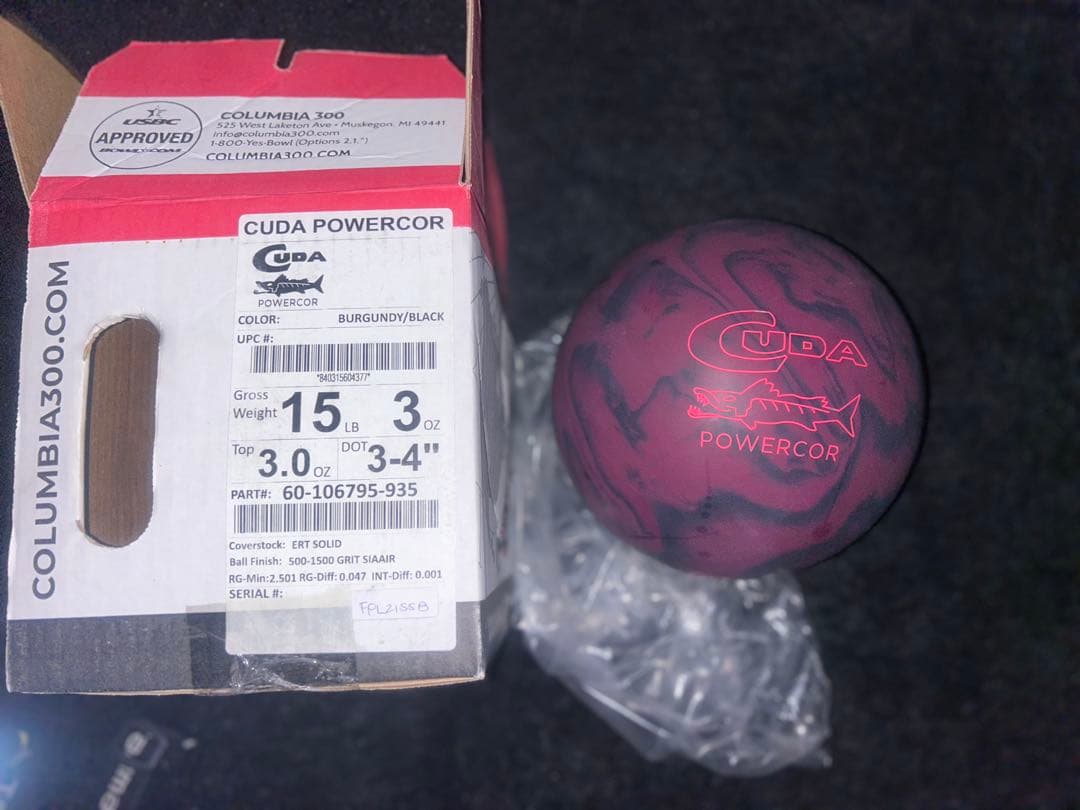 USBC
APPROVED
BOWL.COM
COLUMBIA 300
525 West Laketon Ave • Muskegon, MI 49441
info@columbia300.com
1-800-Yes-Bowl (Options 2.1.")
COLUMBIA300.COM
COLUMBIA300.COM
CUDA POWERCOR
CUDA
POWERCOR
COLOR: BURGUNDY/BLACK
UPC #:
*840315604377*
Gross Weight 15 LB 3 OZ
Top 3.0 OZ DOT 3-4"
PART#: 60-106795-935
Coverstock: ERT SOLID
Ball Finish: 500-1500 GRIT SIAAIR
RG-Min:2.501 RG-Diff: 0.047 INT-Diff: 0.001
SERIAL #:
FPL2155B
CUDA
POWERCOR